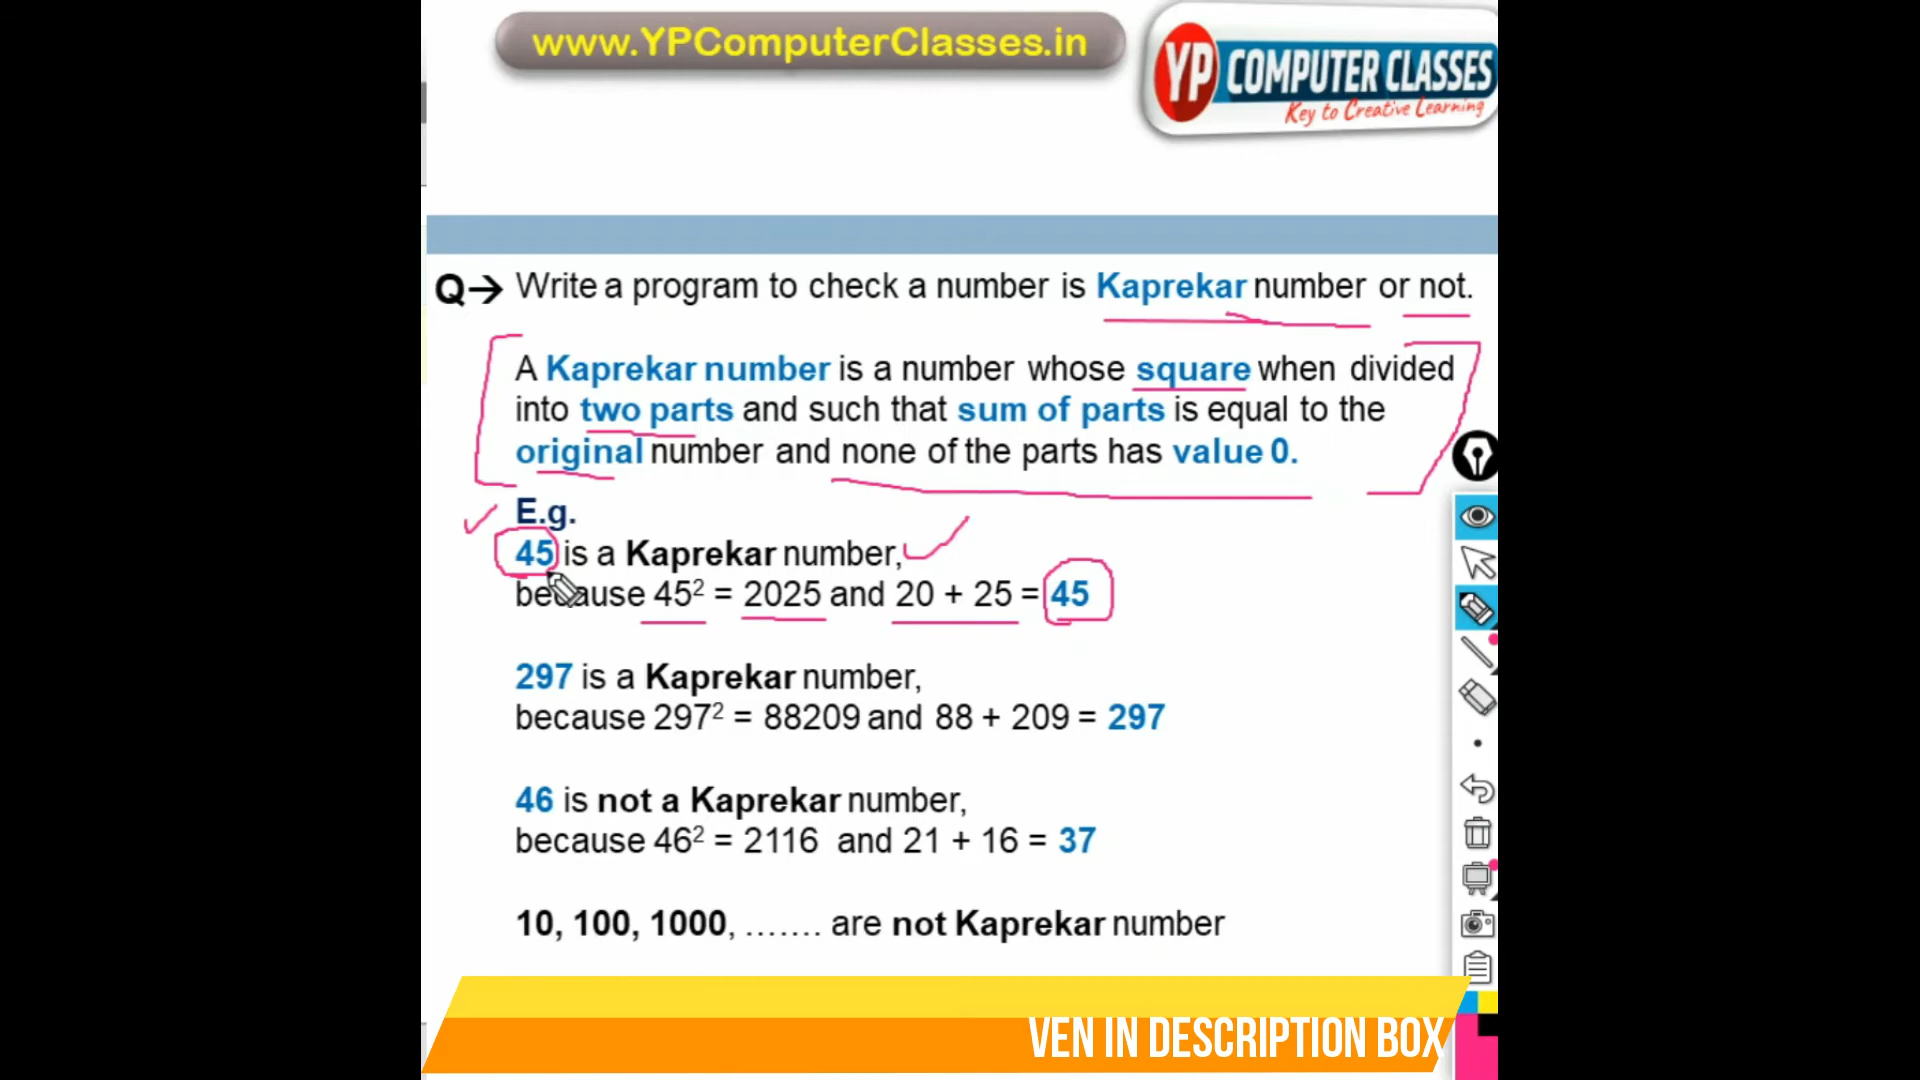 www.YPComputerClasses.in
YP COMPUTER CLASSES
Key to Creative Learning
Q→ Write a program to check a number is Kaprekar number or not.
A Kaprekar number is a number whose square when divided
into two parts and such that sum of parts is equal to the
original number and none of the parts has value 0.
E.g.
45 is a Kaprekar number,
because 45² = 2025 and 20 + 25 = 45
297 is a Kaprekar number,
because 297² = 88209 and 88 + 209 = 297
46 is not a Kaprekar number,
because 46² = 2116 and 21 + 16 = 37
10, 100, 1000, ....... are not Kaprekar number
VEN IN DESCRIPTION BOX